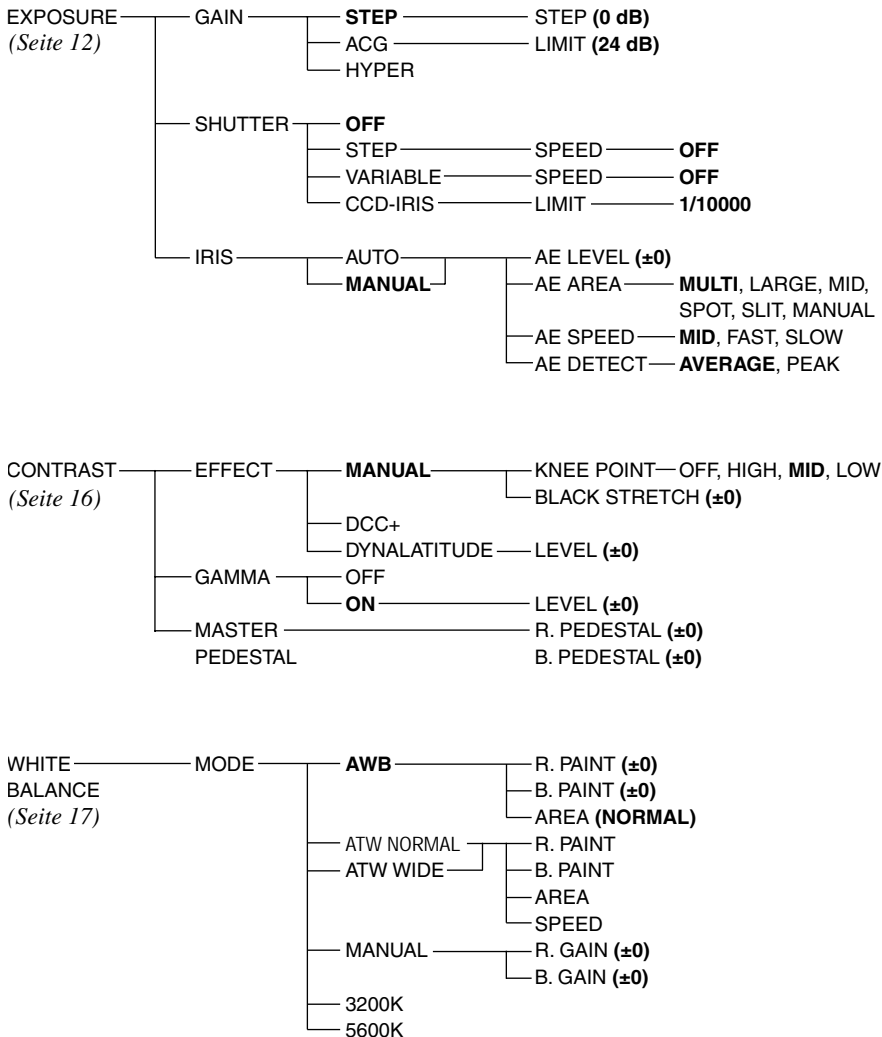 EXPOSURE GAIN STEP STEP (0 dB)
(Seite 12) ACG LIMIT (24 dB)
HYPER
SHUTTER OFF
STEP SPEED OFF
VARIABLE SPEED OFF
CCD-IRIS LIMIT 1/10000
IRIS AUTO AE LEVEL (±0)
MANUAL AE AREA MULTI, LARGE, MID,
SPOT, SLIT, MANUAL
AE SPEED MID, FAST, SLOW
AE DETECT AVERAGE, PEAK
CONTRAST EFFECT MANUAL KNEE POINT OFF, HIGH, MID, LOW
(Seite 16) BLACK STRETCH (±0)
DCC+
DYNALATITUDE LEVEL (±0)
GAMMA OFF
ON LEVEL (±0)
MASTER R. PEDESTAL (±0)
PEDESTAL B. PEDESTAL (±0)
WHITE MODE AWB R. PAINT (±0)
BALANCE B. PAINT (±0)
(Seite 17) AREA (NORMAL)
ATW NORMAL R. PAINT
ATW WIDE B. PAINT
AREA
SPEED
MANUAL R. GAIN (±0)
B. GAIN (±0)
3200K
5600K